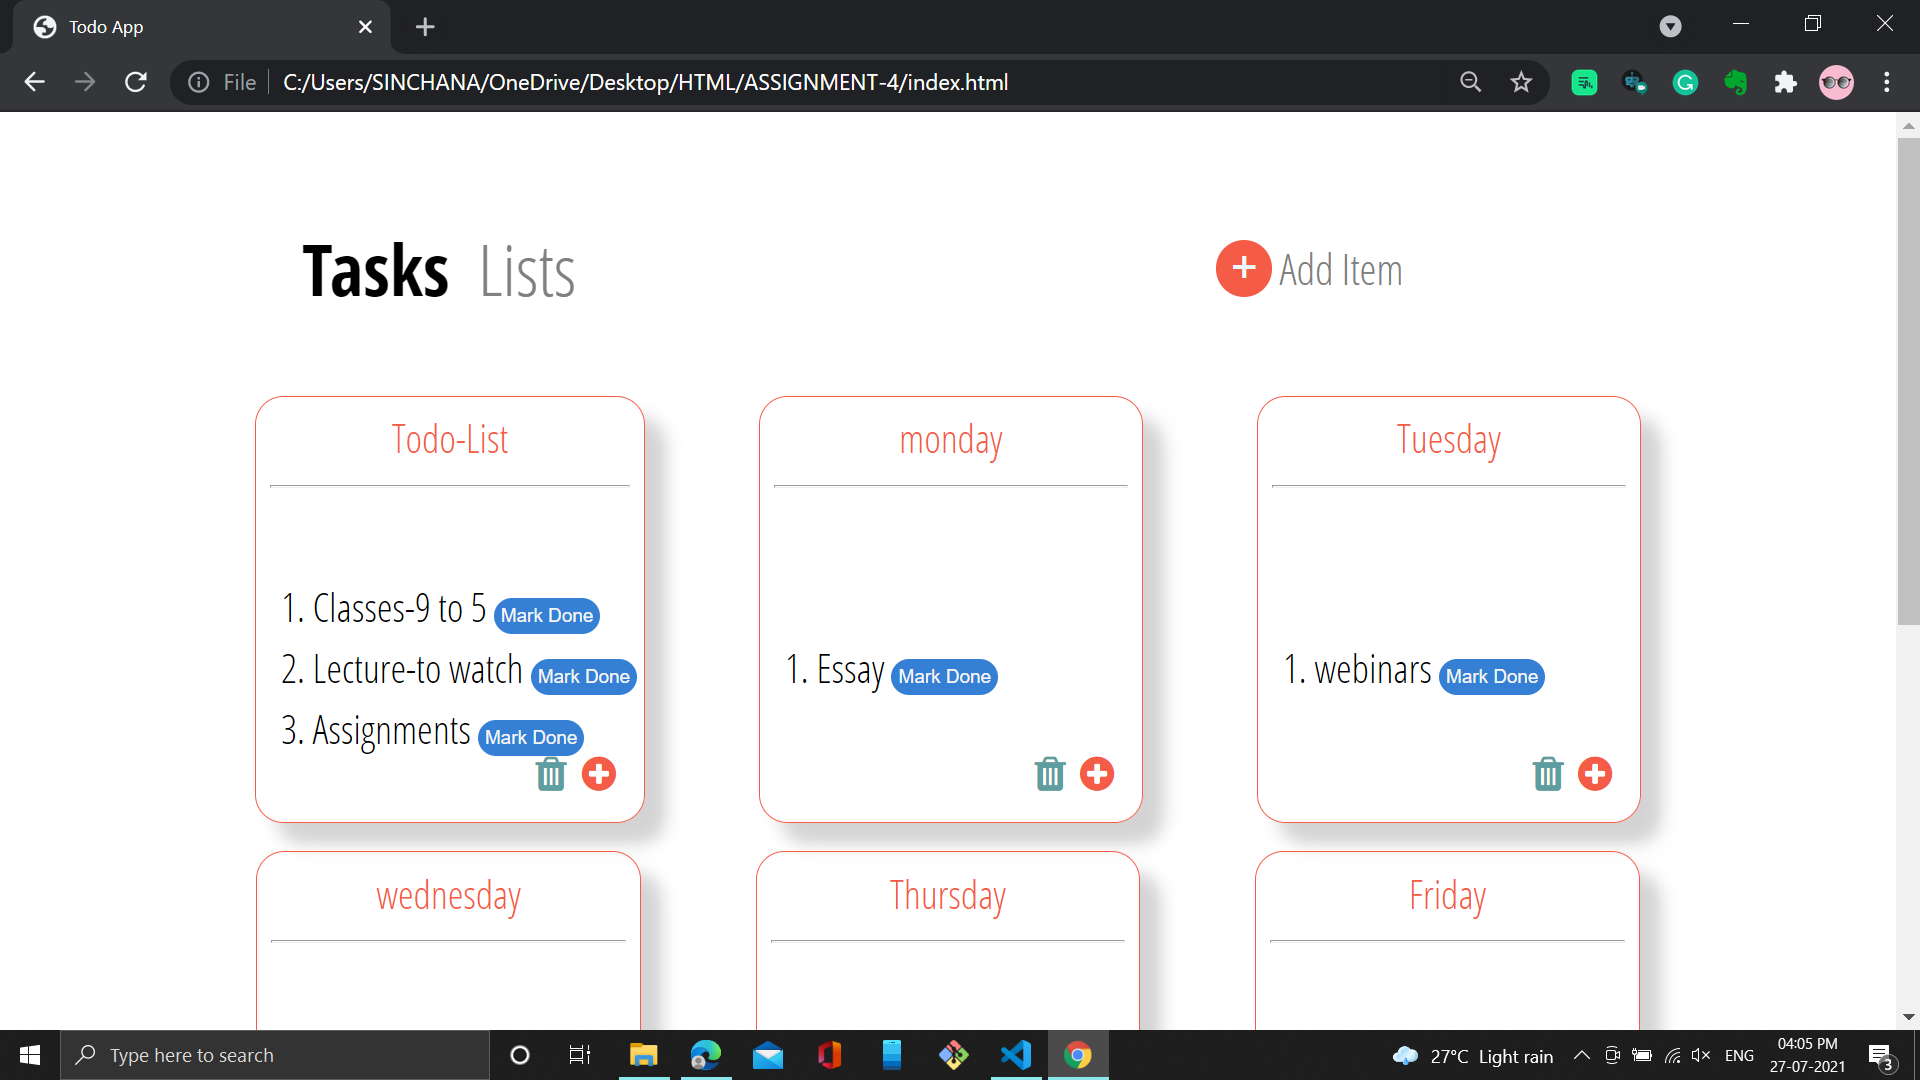 Todo App
File C:/Users/SINCHANA/OneDrive/Desktop/HTML/ASSIGNMENT-4/index.html
Tasks Lists
+ Add Item
Todo-List
1. Classes-9 to 5 Mark Done
2. Lecture-to watch Mark Done
3. Assignments Mark Done
monday
1. Essay Mark Done
Tuesday
1. webinars Mark Done
wednesday
Thursday
Friday
Type here to search
27°C Light rain
ENG
04:05 PM
27-07-2021
3